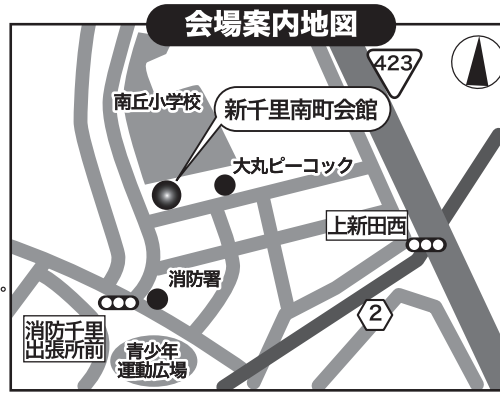 会場案内地図
423
南丘小学校
新千里南町会館
大丸ピーコック
上新田西
消防署
2
消防千里
出張所前
青少年
運動広場